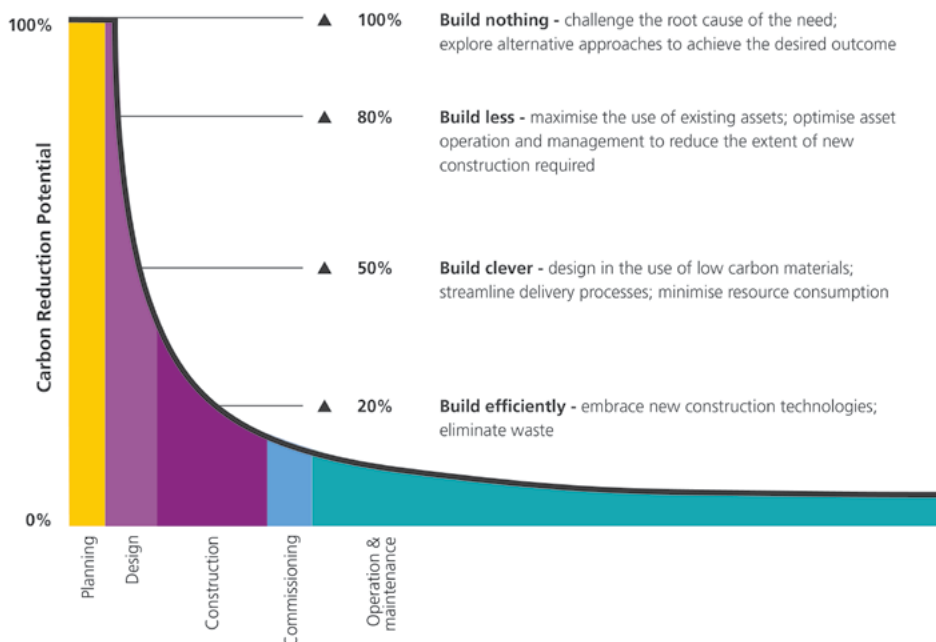 100%
▲ 100% Build nothing - challenge the root cause of the need;
explore alternative approaches to achieve the desired outcome
▲ 80% Build less - maximise the use of existing assets; optimise asset
operation and management to reduce the extent of new
construction required
Carbon Reduction Potential
▲ 50% Build clever - design in the use of low carbon materials;
streamline delivery processes; minimise resource consumption
▲ 20% Build efficiently - embrace new construction technologies;
eliminate waste
0%
Planning
Design
Construction
Commissioning
Operation &
maintenance